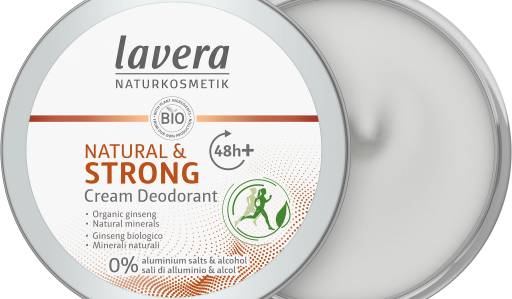 lavera
NATURKOSMETIK
BIO
NATURAL &
STRONG
48h+
Cream Deodorant
• Organic ginseng
• Natural minerals
• Ginseng biologico
• Minerali naturali
0% aluminium salts & alcohol
sali di alluminio & alcol